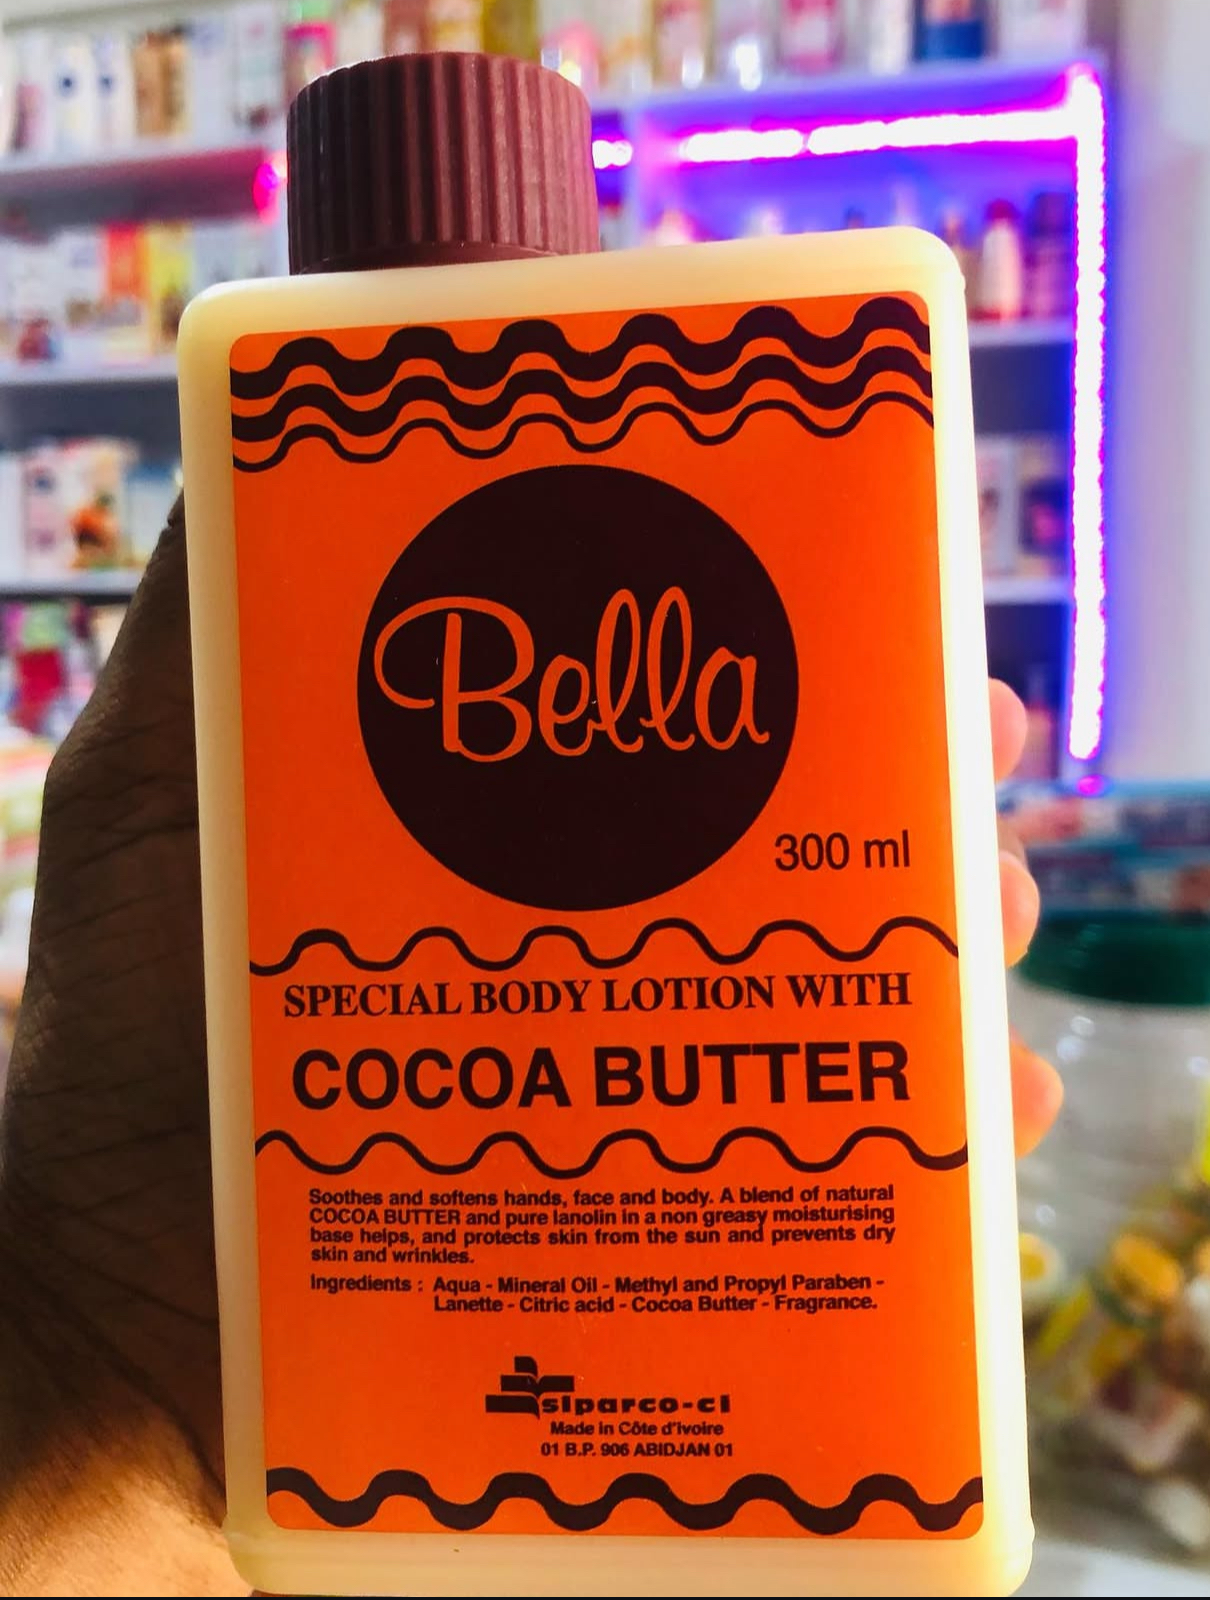 Bella
300 ml
SPECIAL BODY LOTION WITH
COCOA BUTTER
Soothes and softens hands, face and body. A blend of natural
COCOA BUTTER and pure lanolin in a non greasy moisturising
base helps, and protects skin from the sun and prevents dry
skin and wrinkles.
Ingredients : Aqua - Mineral Oil - Methyl and Propyl Paraben -
Lanette - Citric acid - Cocoa Butter - Fragrance.
siparco-ci
Made in Côte d'Ivoire
01 B.P. 906 ABIDJAN 01